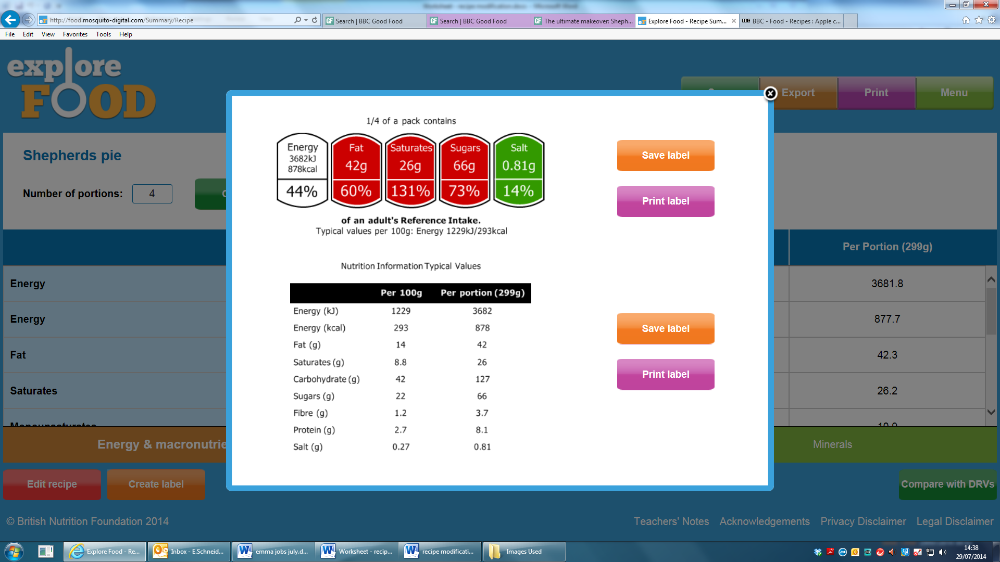 http://food.mosquito-digital.com/Summary/Recipe
Search | BBC Good Food
Search | BBC Good Food
The ultimate makeover: Sheph...
Explore Food - Recipe Sum...
BBC - Food - Recipes : Apple c...
File Edit View Favorites Tools Help
explore
FOOD
Export
Print
Menu
Shepherds pie
Number of portions: 4
1/4 of a pack contains
Energy 3682kJ 878kcal 44%
Fat 42g 60%
Saturates 26g 131%
Sugars 66g 73%
Salt 0.81g 14%
of an adult's Reference Intake.
Typical values per 100g: Energy 1229kJ/293kcal
Save label
Print label
Nutrition Information Typical Values
Per 100g Per portion (299g)
Energy (kJ) 1229 3682
Energy (kcal) 293 878
Fat (g) 14 42
Saturates (g) 8.8 26
Carbohydrate (g) 42 127
Sugars (g) 22 66
Fibre (g) 1.2 3.7
Protein (g) 2.7 8.1
Salt (g) 0.27 0.81
Save label
Print label
Per Portion (299g)
Energy 3681.8
Energy 877.7
Fat 42.3
Saturates 26.2
Monounsaturates 10.9
Energy & macronutrie
Minerals
Edit recipe
Create label
Compare with DRVs
© British Nutrition Foundation 2014
Teachers' Notes Acknowledgements Privacy Disclaimer Legal Disclaimer
Explore Food - Re...
Inbox - E.Schneid...
emma jobs july.d...
Worksheet - recip...
recipe modificati...
Images Used
14:38
29/07/2014